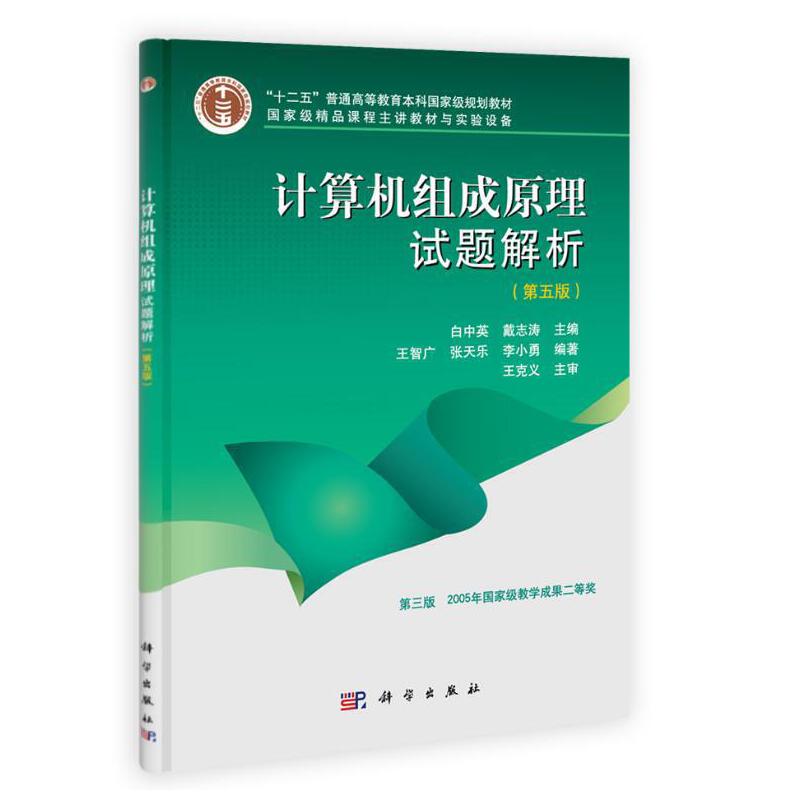 “十二五”普通高等教育本科国家级规划教材
国家级精品课程主讲教材与实验设备
计算机组成原理
试题解析
(第五版)
白中英 戴志涛 主编
王智广 张天乐 李小勇 编著
王克义 主审
第三版 2005年国家级教学成果二等奖
科学出版社
计算机组成原理 试题解析 (第五版)
科学出版社